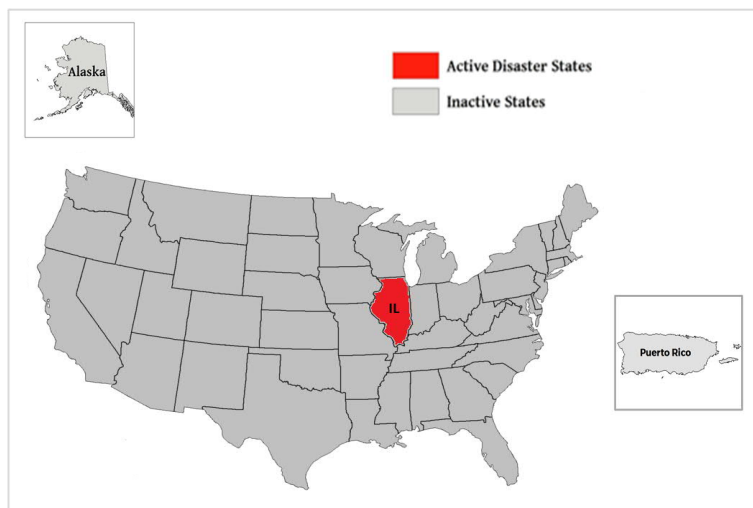 Alaska
Active Disaster States
Inactive States
IL
Puerto Rico